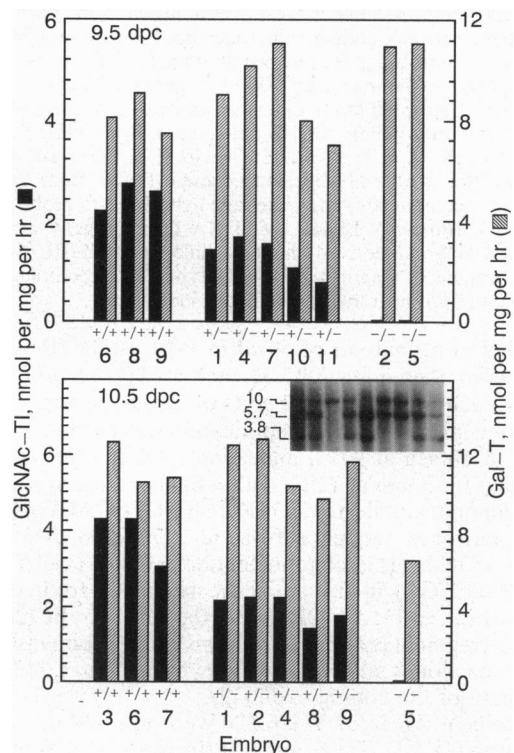 9.5 dpc
6
4
2
0
12
8
4
0
+/+ +/+ +/+ +/− +/− +/− +/− +/− −/− −/−
6 8 9 1 4 7 10 11 2 5
GlcNAc–TI, nmol per mg per hr (■)
Gal–T, nmol per mg per hr (▨)
10.5 dpc
10
5.7
3.8
6
4
2
0
12
8
4
0
+/+ +/+ +/+ +/− +/− +/− +/− +/− −/−
3 6 7 1 2 4 8 9 5
Embryo